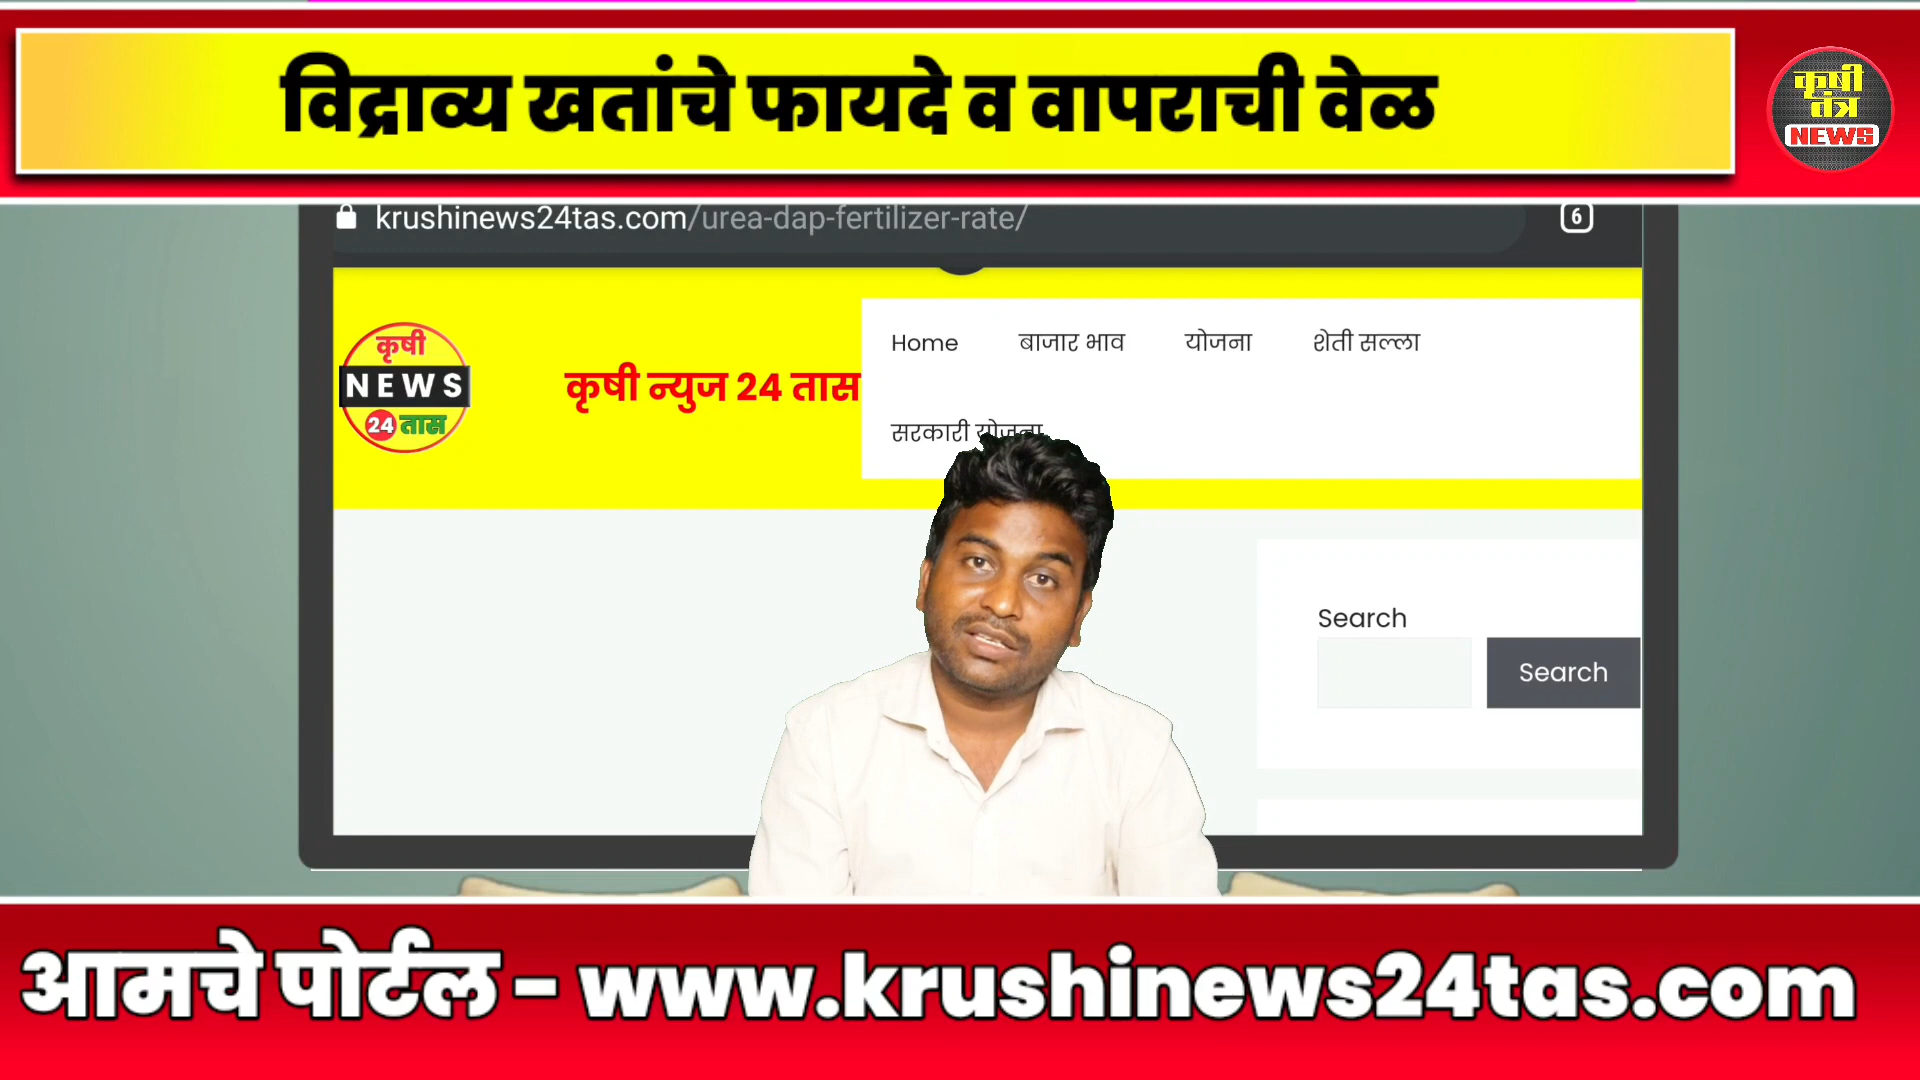 विद्राव्य खतांचे फायदे व वापराची वेळ
कृषी
तंत्र
NEWS
krushinews24tas.com/urea-dap-fertilizer-rate/
6
कृषी
NEWS
24 तास
कृषी न्युज 24 तास
Home बाजार भाव योजना शेती सल्ला
सरकारी योजना
Search
Search
आमचे पोर्टल - www.krushinews24tas.com